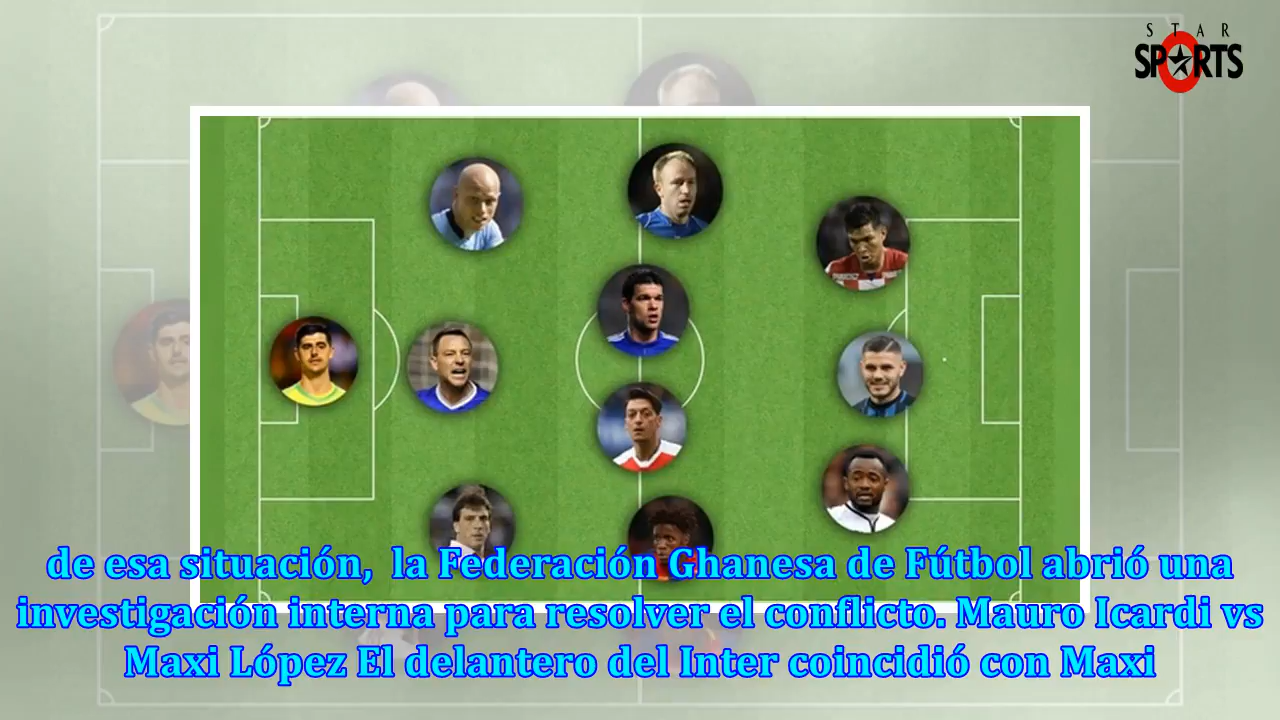 STAR
SPORTS
de esa situación, la Federación Ghanesa de Fútbol abrió una
investigación interna para resolver el conflicto. Mauro Icardi vs
Maxi López El delantero del Inter coincidió con Maxi